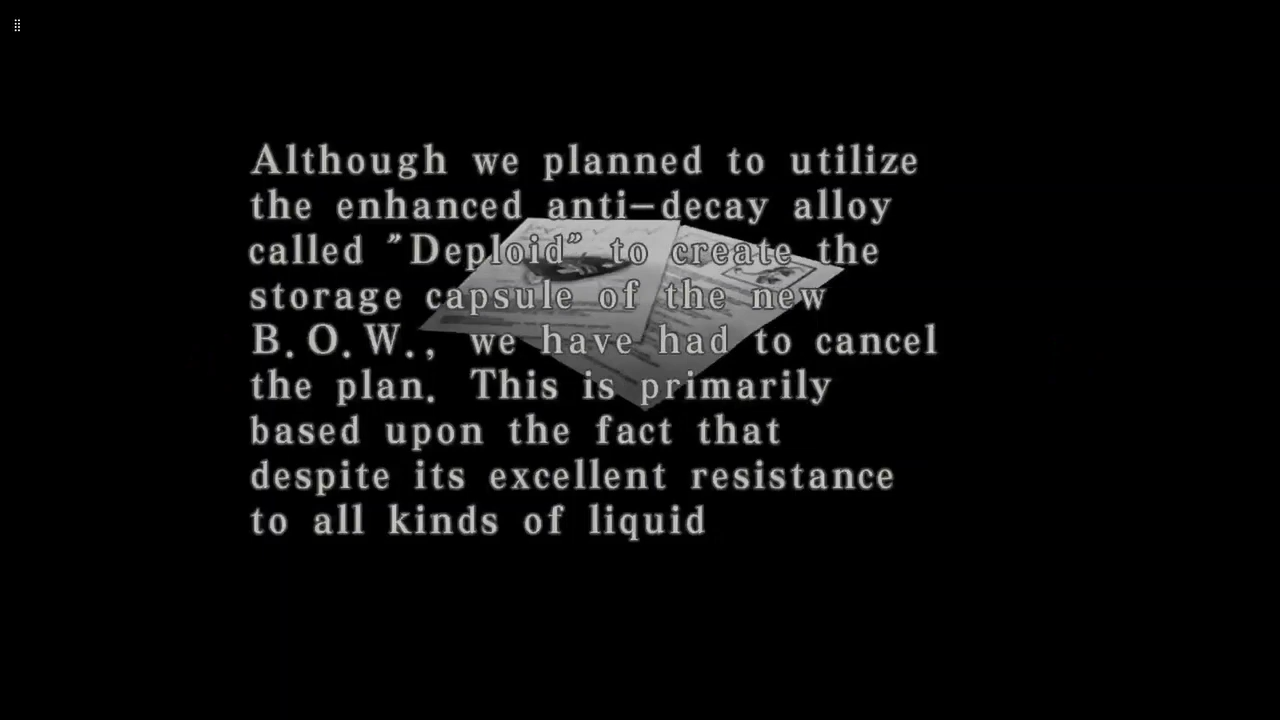 Although we planned to utilize
the enhanced anti-decay alloy
called "Deploid" to create the
storage capsule of the new
B.O.W., we have had to cancel
the plan. This is primarily
based upon the fact that
despite its excellent resistance
to all kinds of liquid